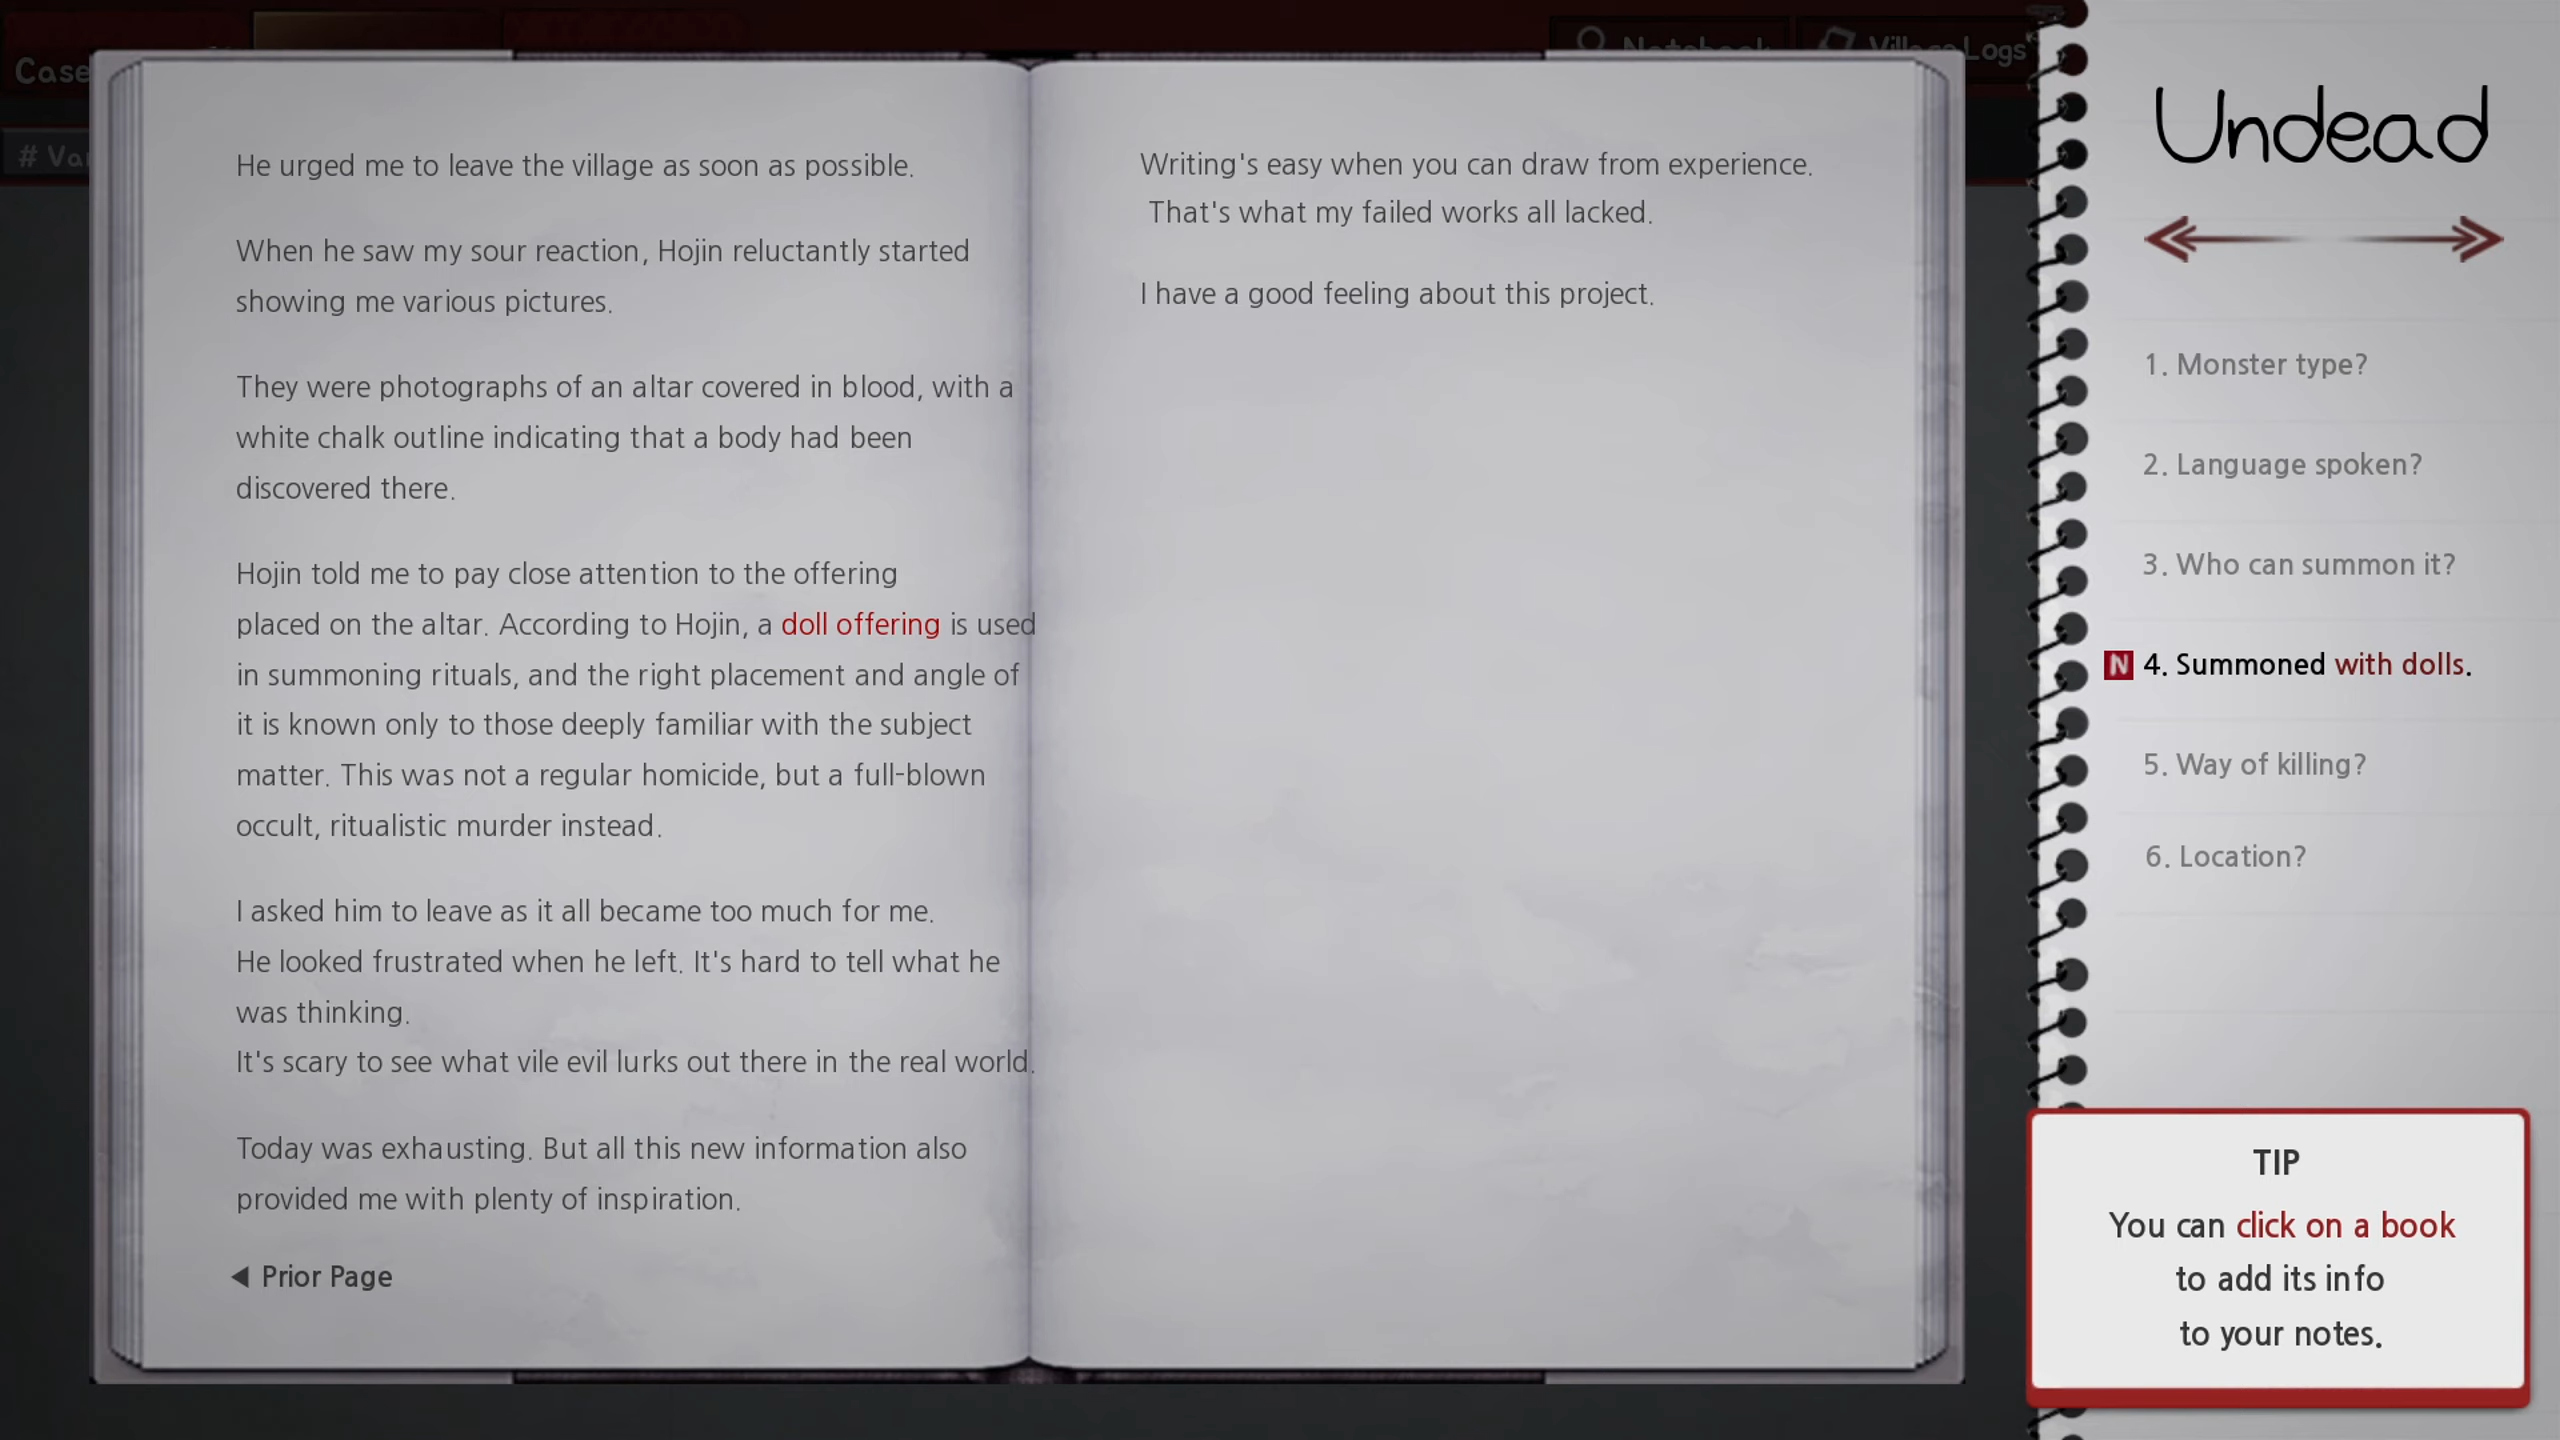 Case
Notebook
Village Logs
# Va
He urged me to leave the village as soon as possible.
When he saw my sour reaction, Hojin reluctantly started
showing me various pictures.
They were photographs of an altar covered in blood, with a
white chalk outline indicating that a body had been
discovered there.
Hojin told me to pay close attention to the offering
placed on the altar. According to Hojin, a doll offering is used
in summoning rituals, and the right placement and angle of
it is known only to those deeply familiar with the subject
matter. This was not a regular homicide, but a full-blown
occult, ritualistic murder instead.
I asked him to leave as it all became too much for me.
He looked frustrated when he left. It's hard to tell what he
was thinking.
It's scary to see what vile evil lurks out there in the real world.
Today was exhausting. But all this new information also
provided me with plenty of inspiration.
◀ Prior Page
Writing's easy when you can draw from experience.
That's what my failed works all lacked.
I have a good feeling about this project.
Undead
1. Monster type?
2. Language spoken?
3. Who can summon it?
N 4. Summoned with dolls.
5. Way of killing?
6. Location?
TIP
You can click on a book
to add its info
to your notes.